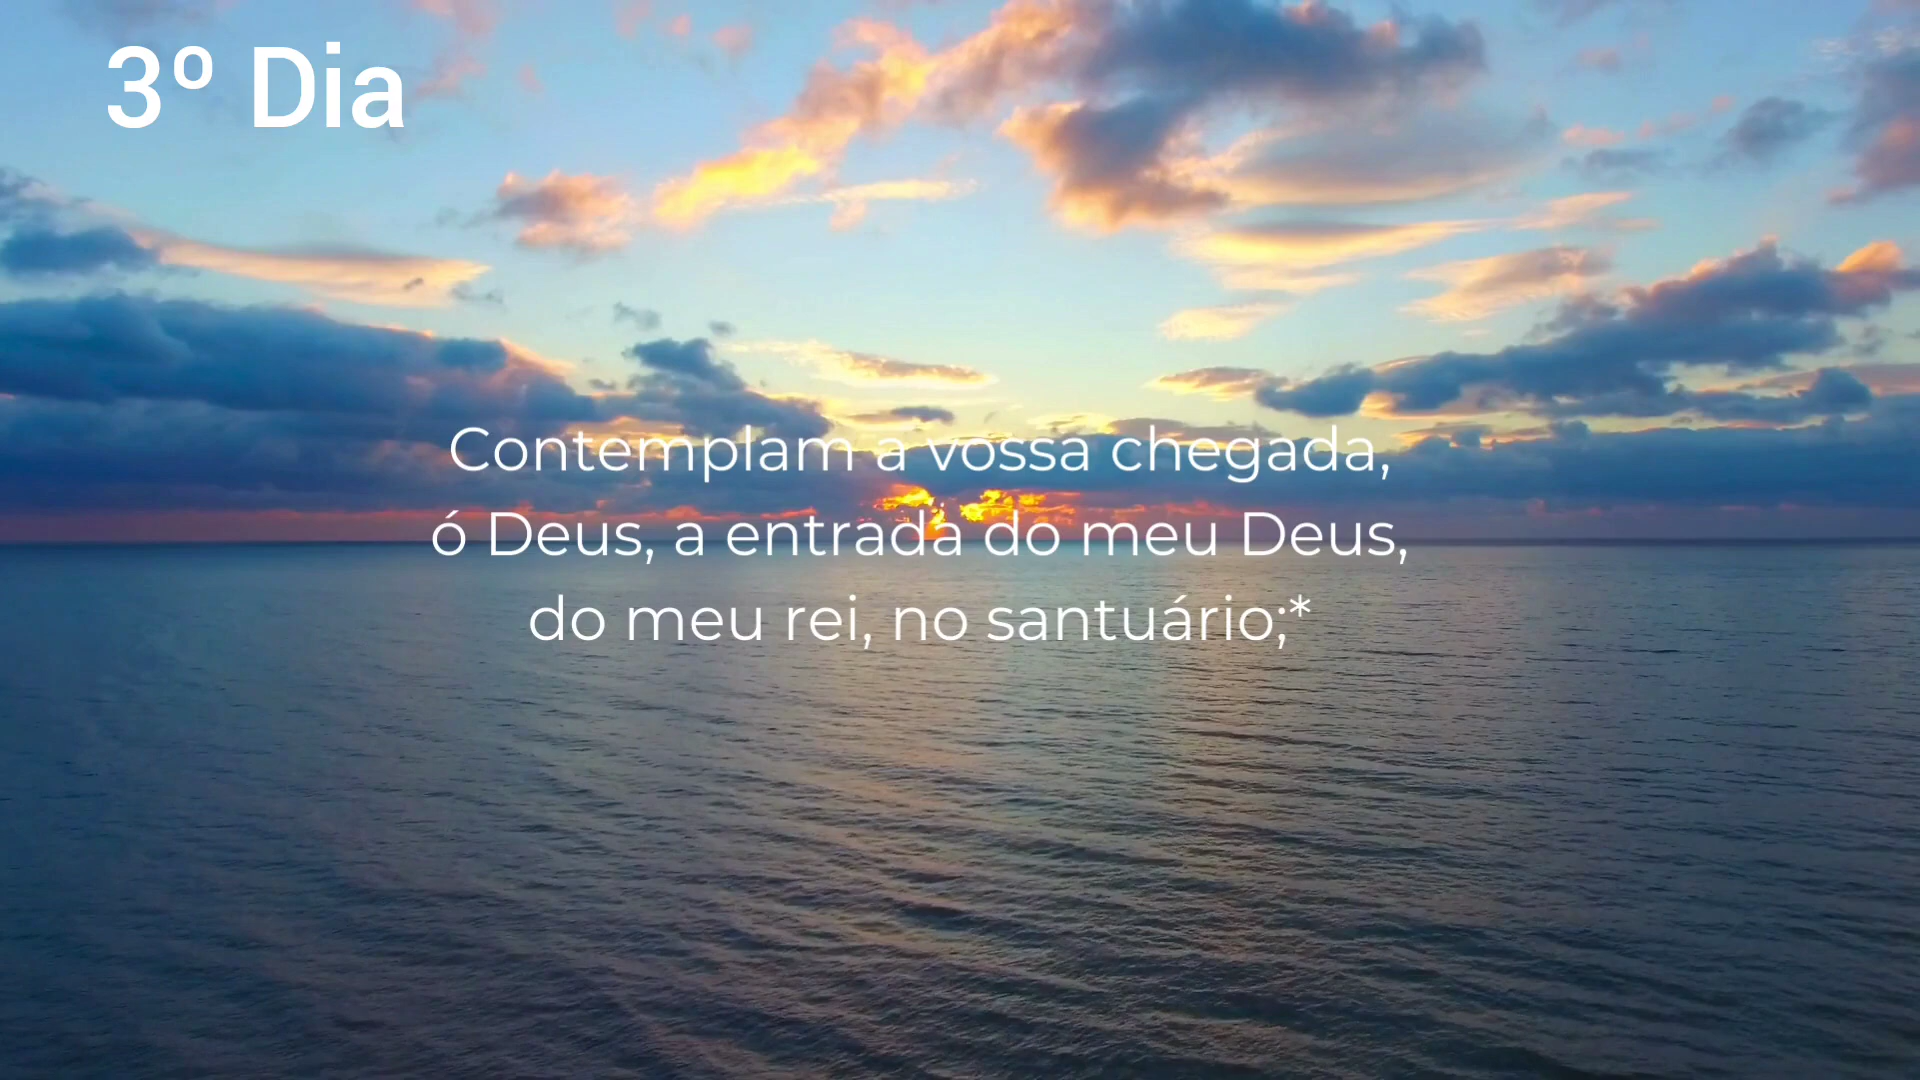 3º Dia
Contemplam a vossa chegada,
ó Deus, a entrada do meu Deus,
do meu rei, no santuário;*